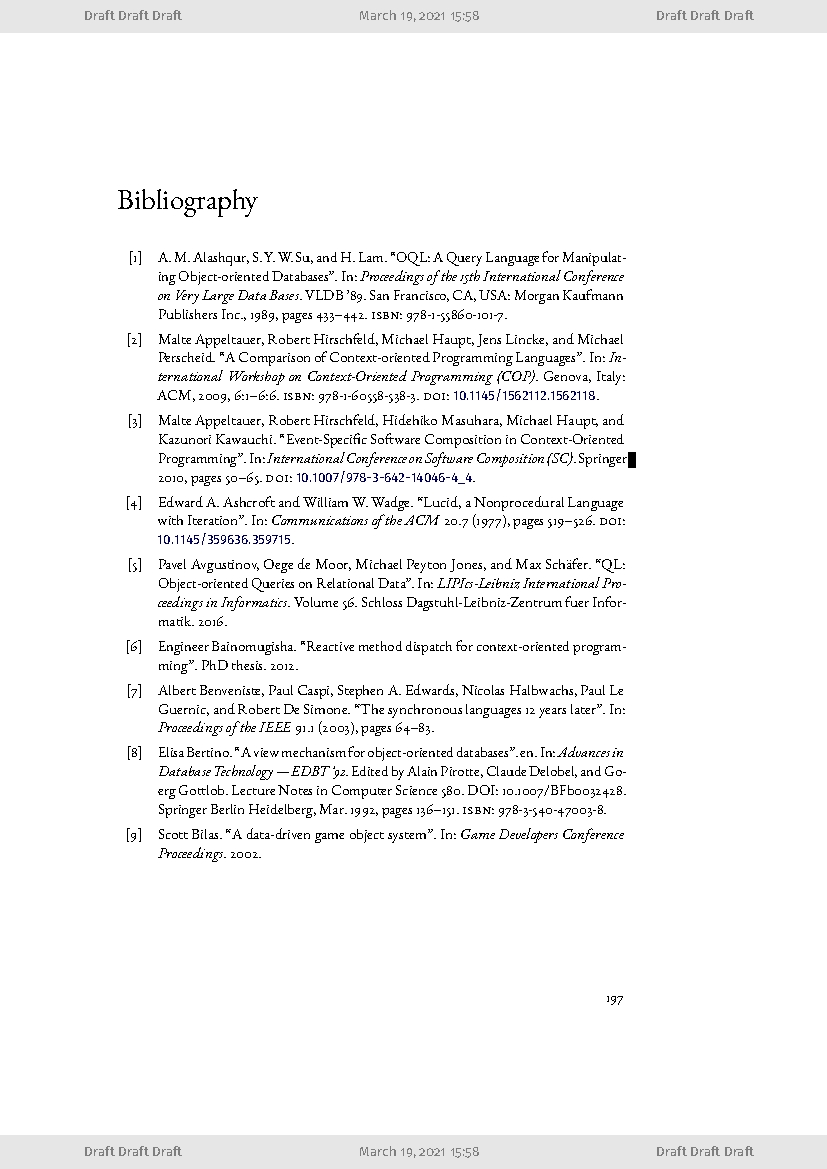 Draft Draft Draft March 19, 2021 15:58 Draft Draft Draft
Bibliography
[1] A. M. Alashqur, S. Y. W. Su, and H. Lam. “OQL: A Query Language for Manipulat-
ing Object-oriented Databases”. In: Proceedings of the 15th International Conference
on Very Large Data Bases. VLDB ’89. San Francisco, CA, USA: Morgan Kaufmann
Publishers Inc., 1989, pages 433–442. ISBN: 978-1-55860-101-7.
[2] Malte Appeltauer, Robert Hirschfeld, Michael Haupt, Jens Lincke, and Michael
Perscheid. “A Comparison of Context-oriented Programming Languages”. In: In-
ternational Workshop on Context-Oriented Programming (COP). Genova, Italy:
ACM, 2009, 6:1–6:6. ISBN: 978-1-60558-538-3. DOI: 10.1145/1562112.1562118.
[3] Malte Appeltauer, Robert Hirschfeld, Hidehiko Masuhara, Michael Haupt, and
Kazunori Kawauchi. “Event-Specific Software Composition in Context-Oriented
Programming”. In: International Conference on Software Composition (SC). Springer
2010, pages 50–65. DOI: 10.1007/978-3-642-14046-4_4.
[4] Edward A. Ashcroft and William W. Wadge. “Lucid, a Nonprocedural Language
with Iteration”. In: Communications of the ACM 20.7 (1977), pages 519–526. DOI:
10.1145/359636.359715.
[5] Pavel Avgustinov, Oege de Moor, Michael Peyton Jones, and Max Schäfer. “QL:
Object-oriented Queries on Relational Data”. In: LIPIcs-Leibniz International Pro-
ceedings in Informatics. Volume 56. Schloss Dagstuhl-Leibniz-Zentrum fuer Infor-
matik. 2016.
[6] Engineer Bainomugisha. “Reactive method dispatch for context-oriented program-
ming”. PhD thesis. 2012.
[7] Albert Benveniste, Paul Caspi, Stephen A. Edwards, Nicolas Halbwachs, Paul Le
Guernic, and Robert De Simone. “The synchronous languages 12 years later”. In:
Proceedings of the IEEE 91.1 (2003), pages 64–83.
[8] Elisa Bertino. “A view mechanism for object-oriented databases”. en. In: Advances in
Database Technology — EDBT ’92. Edited by Alain Pirotte, Claude Delobel, and Go-
erg Gottlob. Lecture Notes in Computer Science 580. DOI: 10.1007/BFb0032428.
Springer Berlin Heidelberg, Mar. 1992, pages 136–151. ISBN: 978-3-540-47003-8.
[9] Scott Bilas. “A data-driven game object system”. In: Game Developers Conference
Proceedings. 2002.
197
Draft Draft Draft March 19, 2021 15:58 Draft Draft Draft